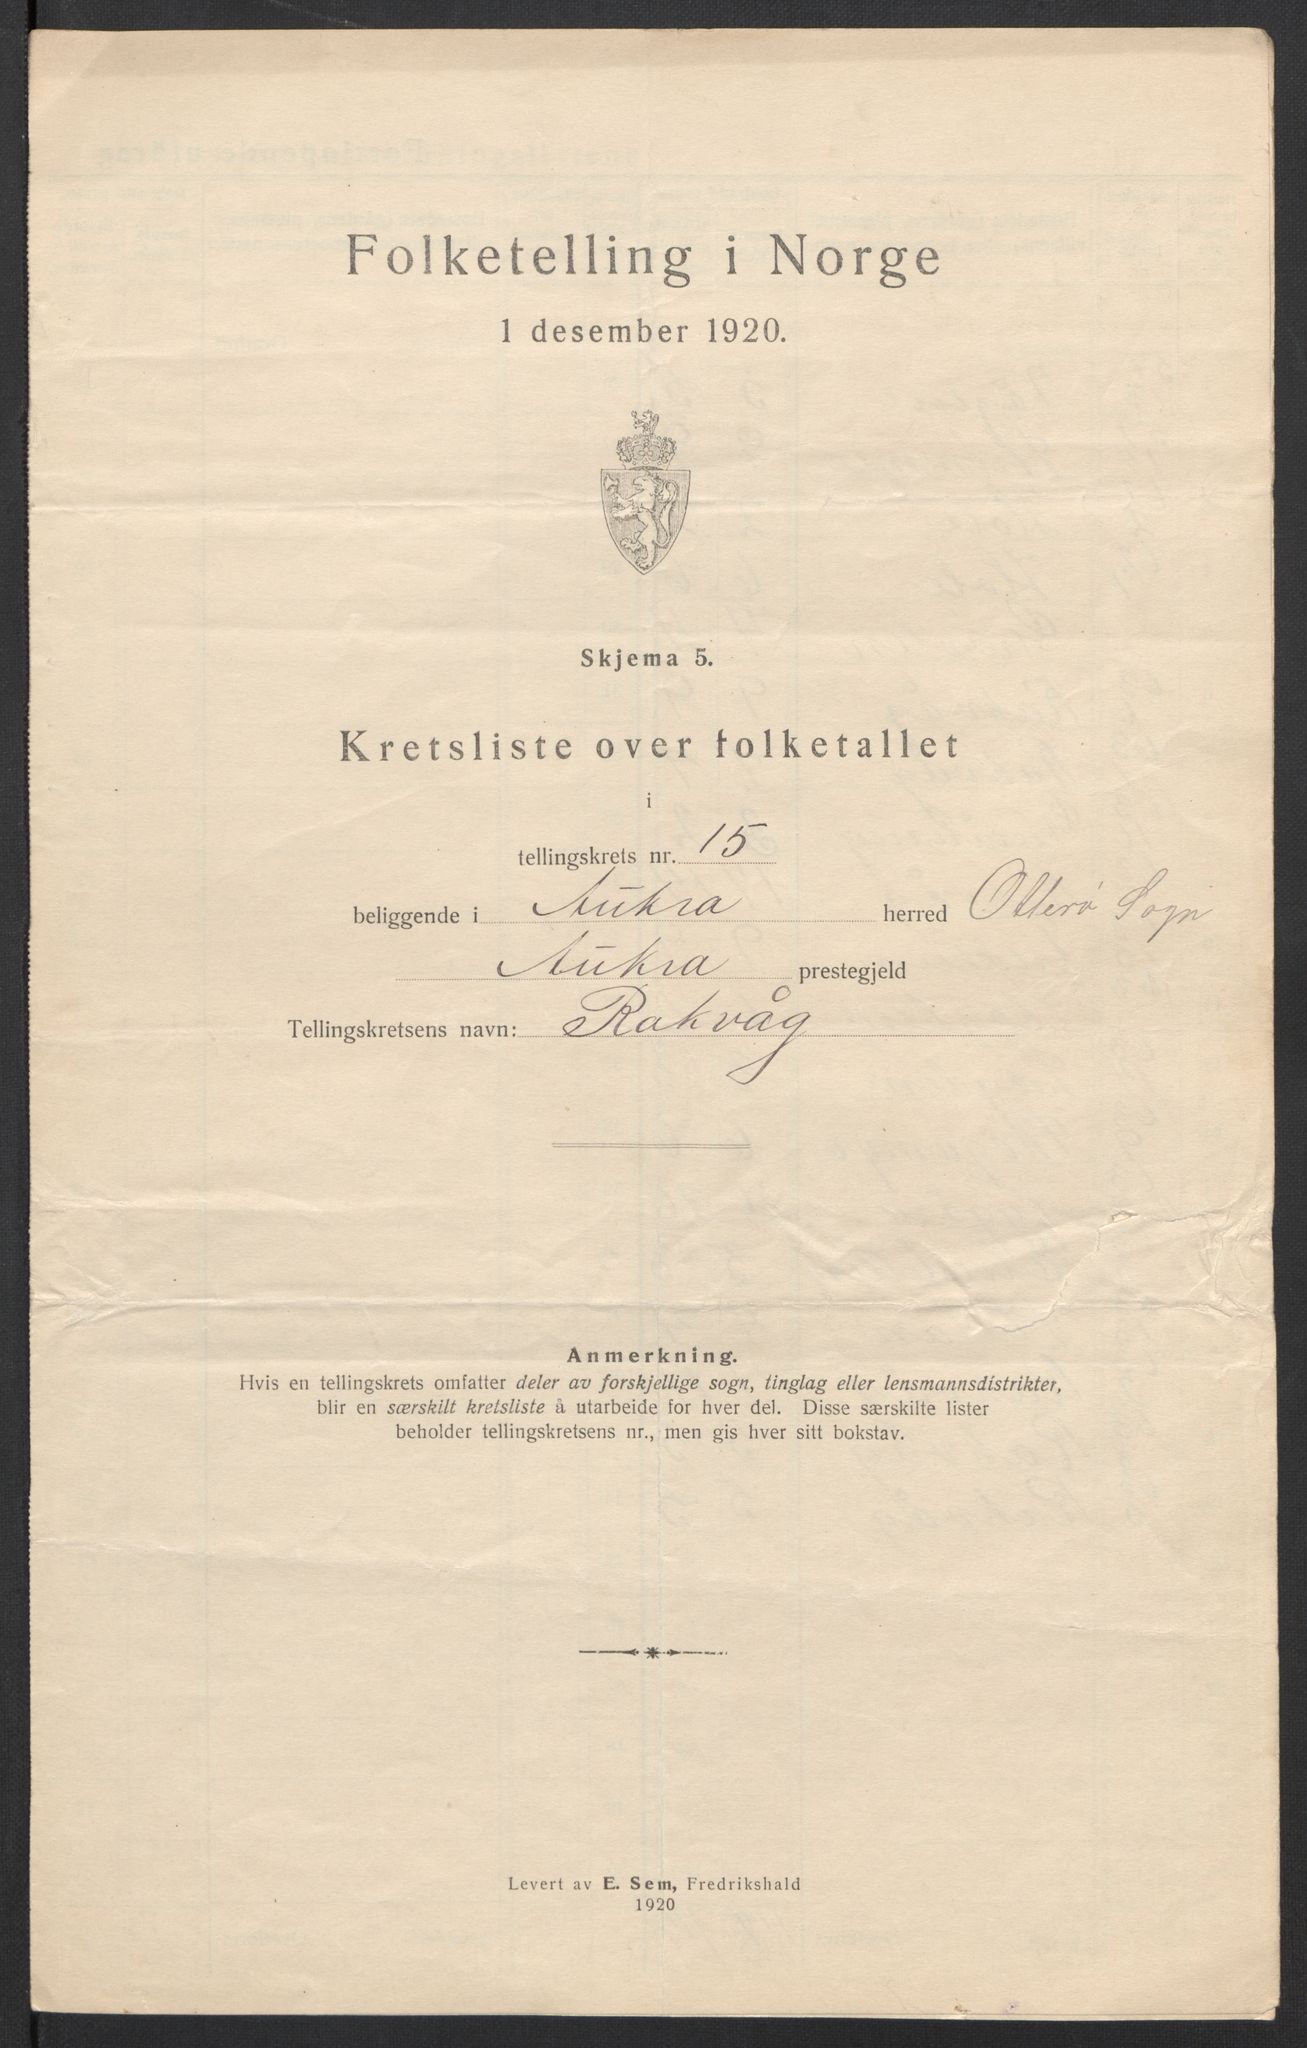 Folketelling i Norge
1 desember 1920.
Skjema 5.
Kretsliste over folketallet
i
tellingskrets nr. 15
beliggende i Aukra herred Otterø Sogn
Aukra prestegjeld
Tellingskretsens navn: Rakvåg
Anmerkning.
Hvis en tellingskrets omfatter deler av forskjellige sogn, tinglag eller lensmannsdistrikter,
blir en særskilt kretsliste å utarbeide for hver del. Disse særskilte lister
beholder tellingskretsens nr., men gis hver sitt bokstav.
Levert av E. Sem, Fredrikshald
1920